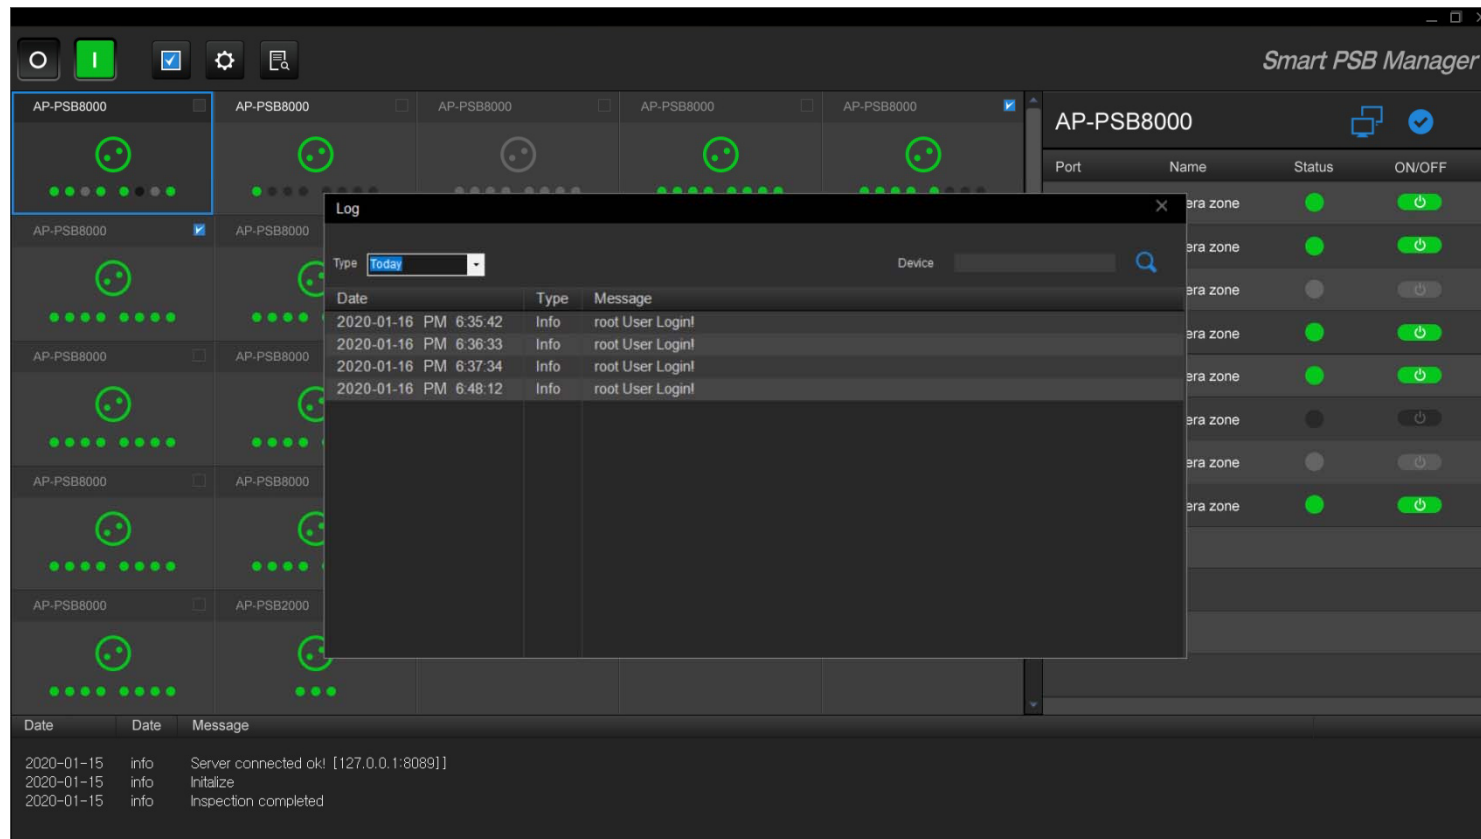 Smart PSB Manager
AP-PSB8000 AP-PSB8000 AP-PSB8000 AP-PSB8000 AP-PSB8000
AP-PSB8000
Port Name Status ON/OFF
era zone
era zone
era zone
era zone
era zone
era zone
era zone
era zone
AP-PSB8000 AP-PSB8000
AP-PSB8000 AP-PSB8000
AP-PSB8000 AP-PSB8000
AP-PSB8000 AP-PSB2000
Log
Type Today Device
Date Type Message
2020-01-16 PM 6:35:42 Info root User Login!
2020-01-16 PM 6:36:33 Info root User Login!
2020-01-16 PM 6:37:34 Info root User Login!
2020-01-16 PM 6:48:12 Info root User Login!
Date Date Message
2020-01-15 info Server connected ok! [127.0.0.1:8089]]
2020-01-15 info Initalize
2020-01-15 info Inspection completed